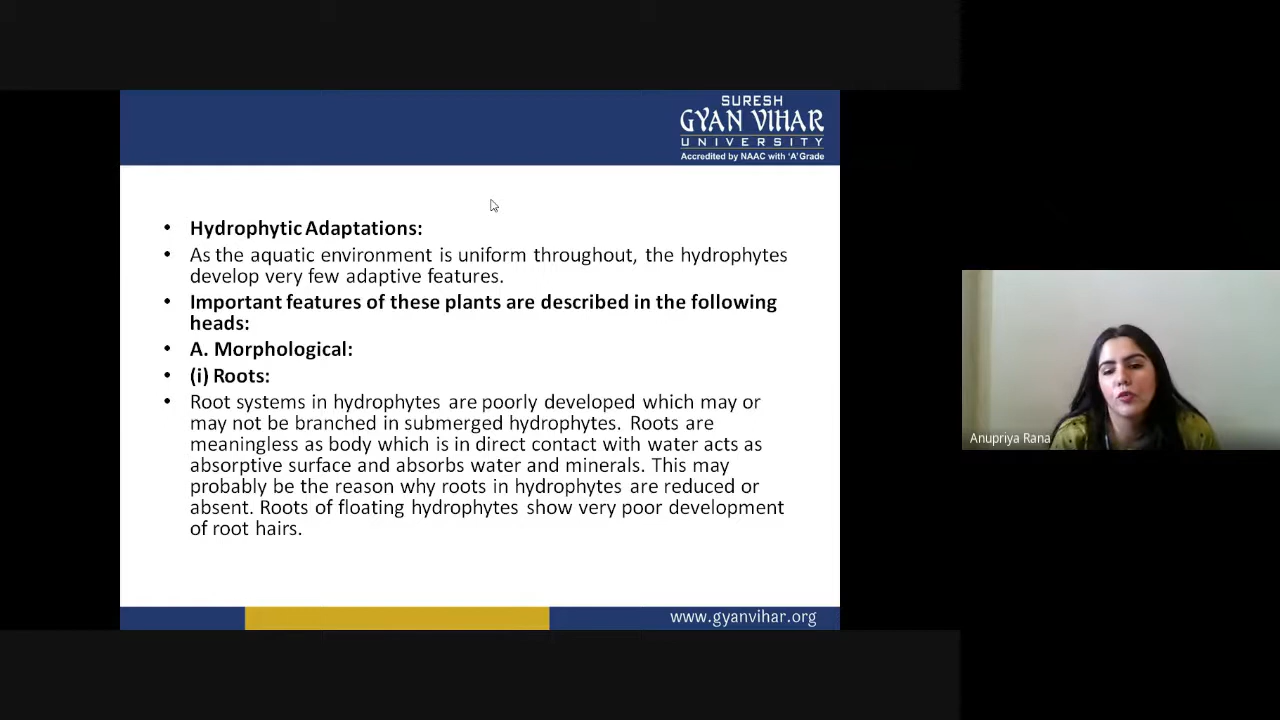 SURESH
GYAN VIHAR
UNIVERSITY
Accredited by NAAC with 'A' Grade
• Hydrophytic Adaptations:
• As the aquatic environment is uniform throughout, the hydrophytes
develop very few adaptive features.
• Important features of these plants are described in the following
heads:
• A. Morphological:
• (i) Roots:
• Root systems in hydrophytes are poorly developed which may or
may not be branched in submerged hydrophytes. Roots are
meaningless as body which is in direct contact with water acts as
absorptive surface and absorbs water and minerals. This may
probably be the reason why roots in hydrophytes are reduced or
absent. Roots of floating hydrophytes show very poor development
of root hairs.
www.gyanvihar.org
Anupriya Rana